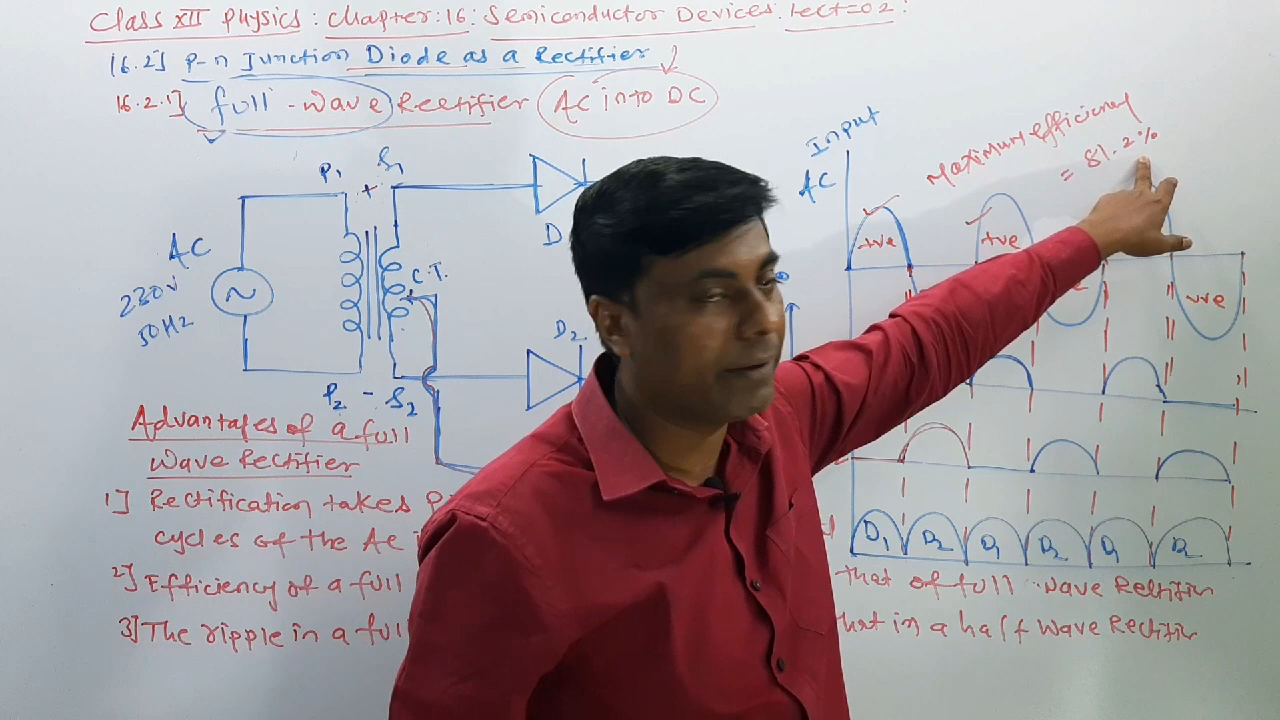 Class XII Physics : Chapter : 16 : Semiconductor Devices. Lect = 02 :
16.2] P-n Junction Diode as a Rectifier
16.2.1] full-wave Rectifier AC into DC
P1 + S1
AC
220V
50Hz
C.T.
P2 - S2
D
D2
Input
AC
Maximum efficiency
= 81.2%
+ve +ve
-ve
D1 D2 D1 D2 D1 D2
Advantages of a full
Wave Rectifier
1] Rectification takes
cycles of the AC
2] Efficiency of a full that of full wave Rectifier
3] The ripple in a full that in a half wave Rectifier